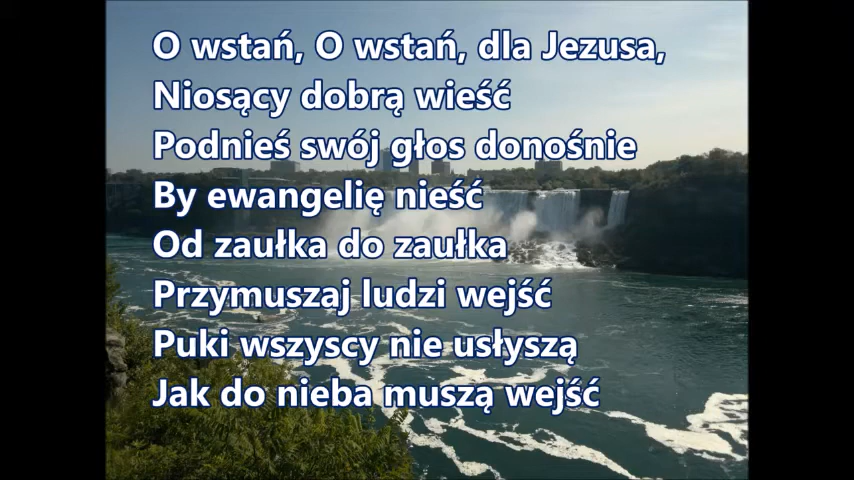 O wstań, O wstań, dla Jezusa,
Niosący dobrą wieść
Podnieś swój głos donośnie
By ewangelię nieść
Od zaułka do zaułka
Przymuszaj ludzi wejść
Puki wszyscy nie usłyszą
Jak do nieba muszą wejść